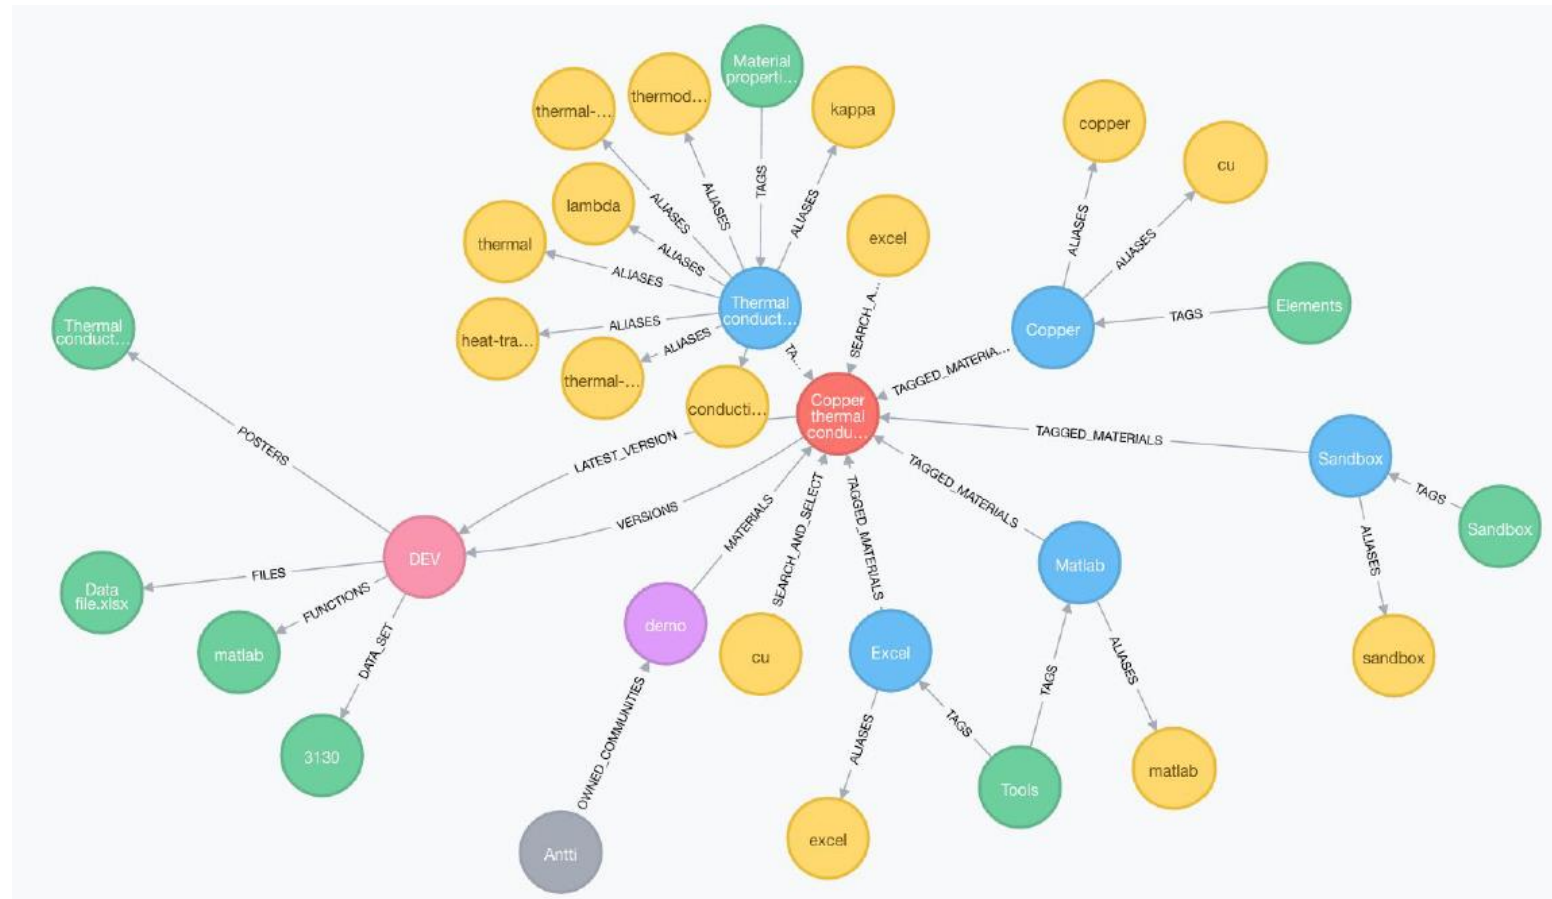 Material
properti...
thermod...
thermal-...
kappa
copper
cu
ALIASES
ALIASES
TAGS
ALIASES
lambda
ALIASES
ALIASES
excel
thermal
ALIASES
ALIASES
Thermal
conduct...
SEARCH_A...
Elements
TAGS
Copper
Thermal
conduct...
heat-tra...
ALIASES
ALIASES
TA...
TAGGED_MATERIA...
thermal-...
conducti...
Copper
thermal
condu...
POSTERS
LATEST_VERSION
TAGGED_MATERIALS
Sandbox
TAGS
Sandbox
VERSIONS
MATERIALS
SEARCH_AND_SELECT
TAGGED_MATERIALS
TAGGED_MATERIALS
ALIASES
DEV
FILES
Data
file.xlsx
FUNCTIONS
matlab
DATA_SET
Matlab
demo
cu
Excel
ALIASES
sandbox
TAGS
TAGS
ALIASES
OWNED_COMMUNITIES
3130
matlab
Tools
excel
Antti